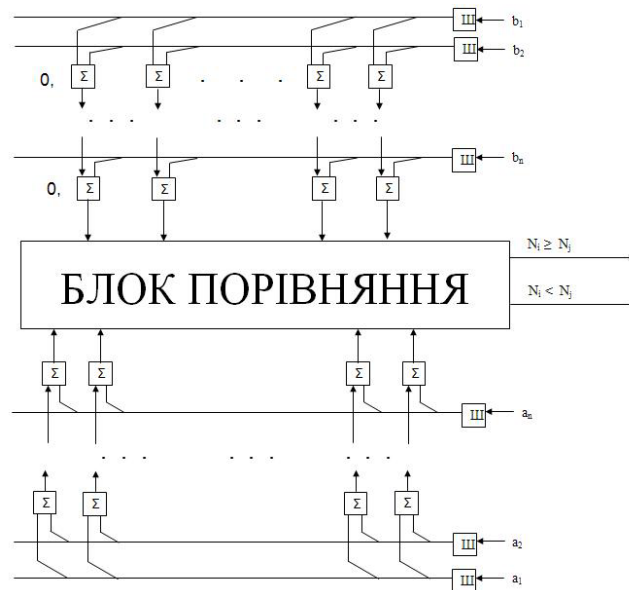 Ш b₁
Ш b₂
0, Σ Σ . . . Σ Σ
. . . . . . . . .
Ш bₙ
0, Σ Σ Σ Σ
Nᵢ ≥ Nⱼ
БЛОК ПОРІВНЯННЯ
Nᵢ < Nⱼ
Σ Σ Σ Σ
Ш aₙ
. . . . . . . . .
Σ Σ Σ Σ
Ш a₂
Ш a₁